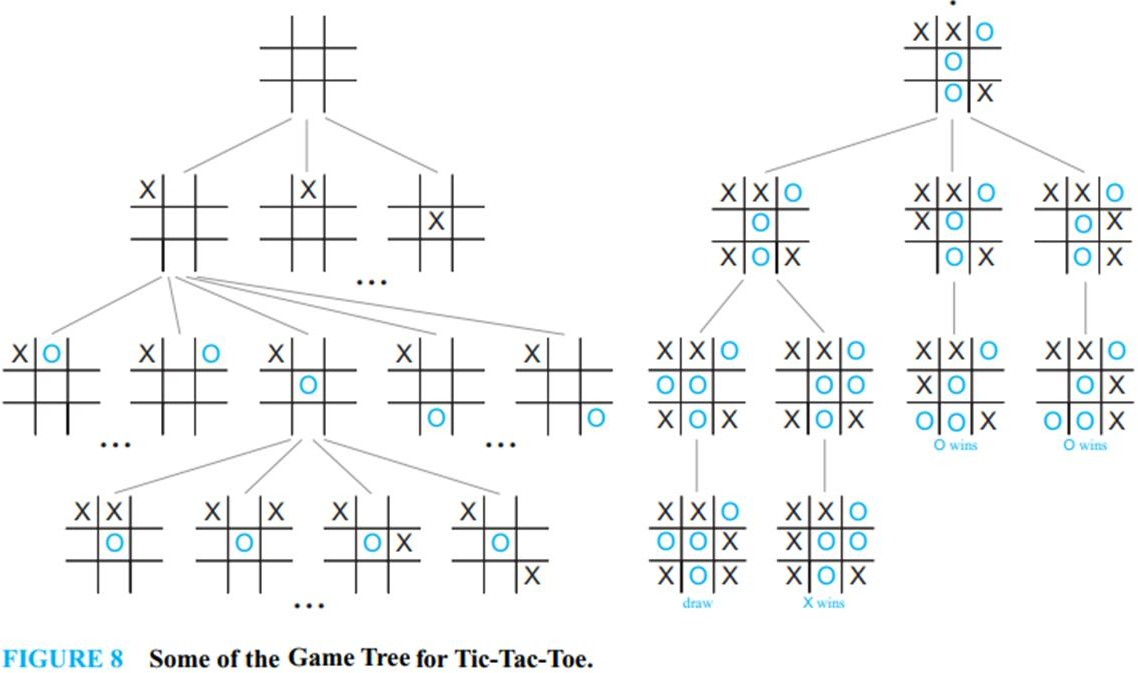 X X
X
...
X O X O X X X
O
O O
... ...
X X X X X X
O O O X O
X
...
X X O
O
O X
X X O X X O X X O
O X O O X
X O X O X O X
X X O X X O X X O X X O
O O O O X O O X
X O X X O X O O X O O X
O wins O wins
X X O X X O
O O X X O O
X O X X O X
draw X wins
FIGURE 8 Some of the Game Tree for Tic-Tac-Toe.